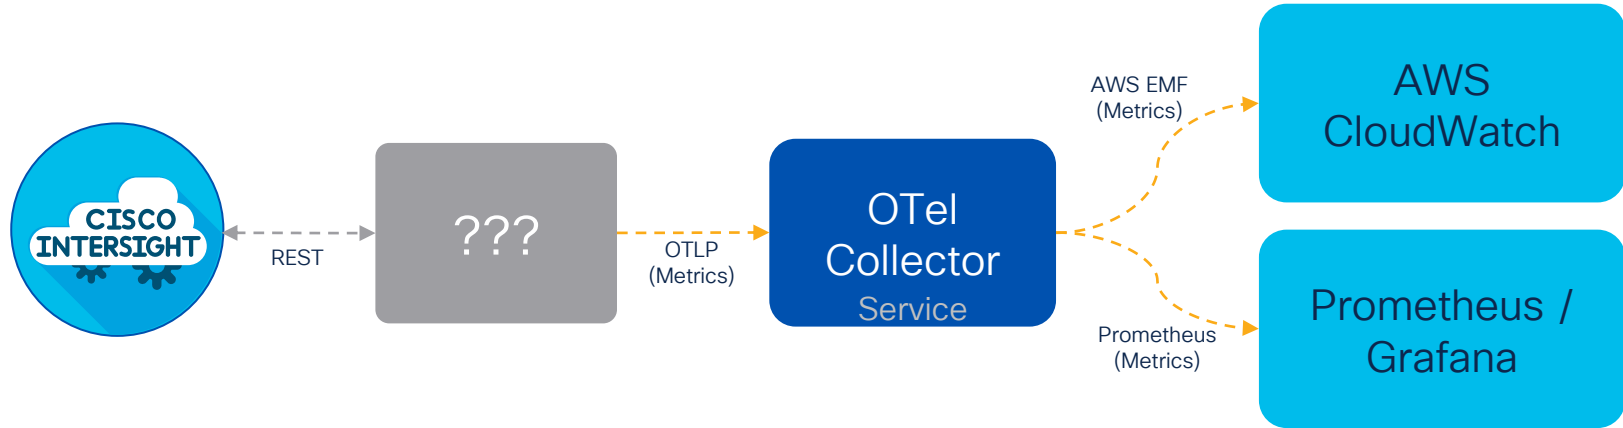 CISCO
INTERSIGHT
REST
???
OTLP
(Metrics)
OTel
Collector
Service
AWS EMF
(Metrics)
Prometheus
(Metrics)
AWS
CloudWatch
Prometheus /
Grafana